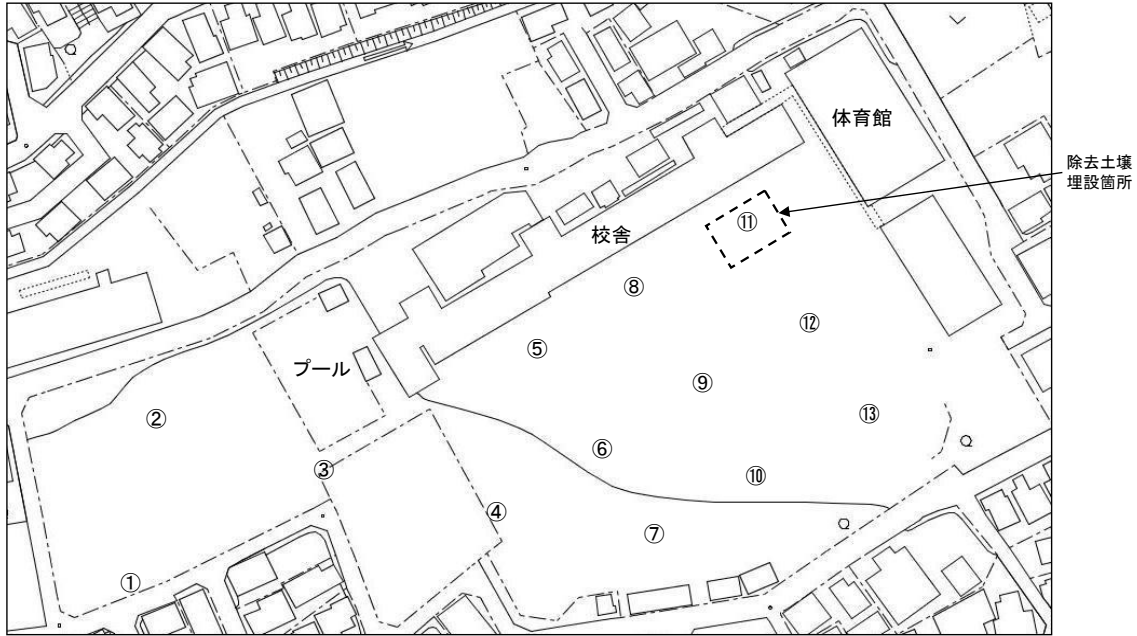 体育館
除去土壌
埋設箇所
⑪
校舎
⑧
⑫
⑤
プール
⑨
②
⑬
⑥
③
⑩
④
⑦
①